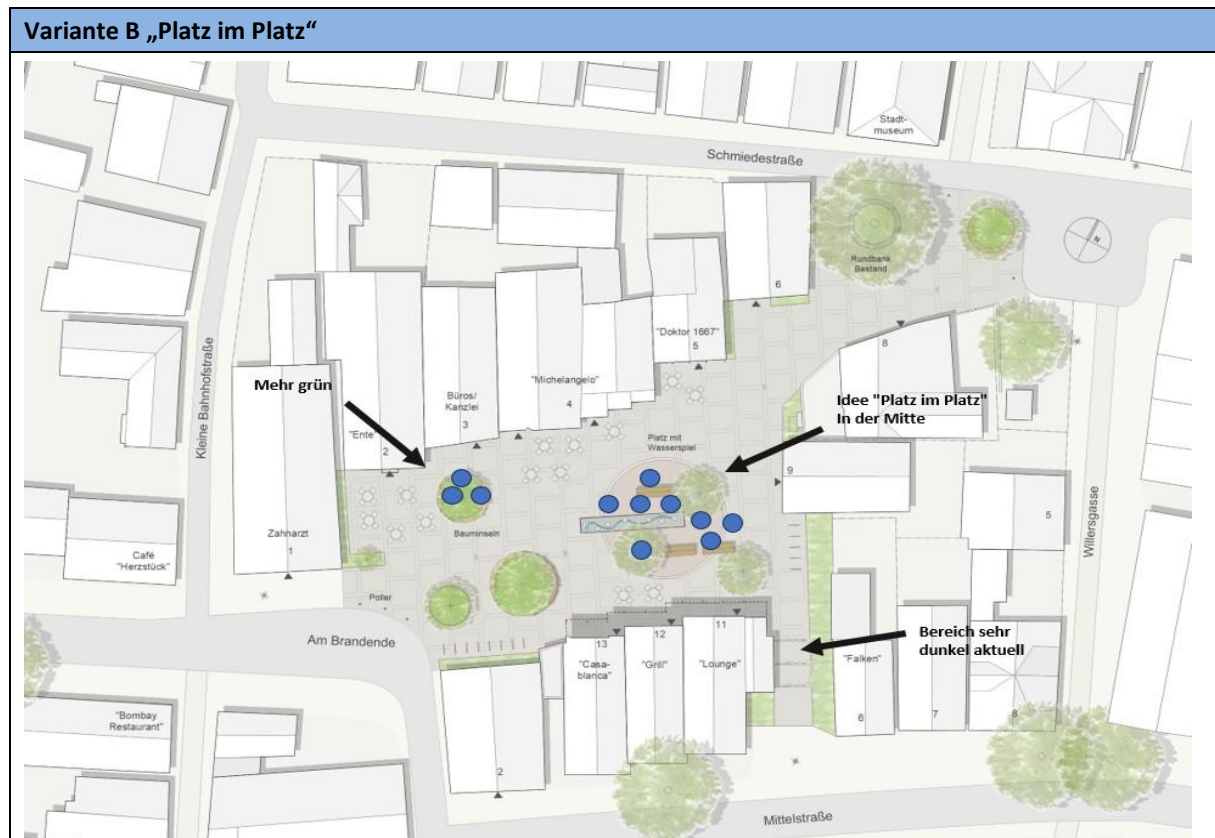 Variante B „Platz im Platz“
Stadt-
museum
Schmiedestraße
Rundbank
Bestand
N
6
"Doktor 1667"
5
8
Kleine Bahnhofstraße
Mehr grün
"Michelangelo"
4
Büros/
Kanzlei
3
"Ente"
2
Idee "Platz im Platz"
In der Mitte
Platz mit
Wasserspiel
9
5
Willersgasse
Zahnarzt
1
Bauminseln
Café
"Herzstück"
Poller
Am Brandende
11
12
13
"Casa-
blanca"
"Grill"
"Lounge"
Bereich sehr
dunkel aktuell
"Falken"
6
7
8
"Bombay
Restaurant"
2
Mittelstraße